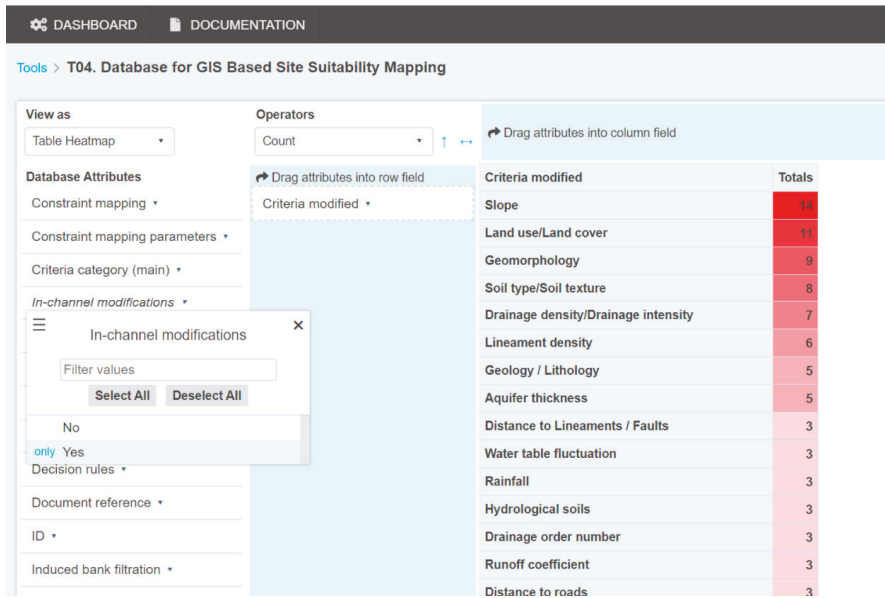 DASHBOARD DOCUMENTATION
Tools > T04. Database for GIS Based Site Suitability Mapping
View as
Table Heatmap
Operators
Count
Drag attributes into column field
Database Attributes
Constraint mapping
Constraint mapping parameters
Criteria category (main)
In-channel modifications
In-channel modifications
Filter values
Select All Deselect All
No
only Yes
Decision rules
Document reference
ID
Induced bank filtration
Drag attributes into row field
Criteria modified
Criteria modified Totals
Slope 14
Land use/Land cover 11
Geomorphology 9
Soil type/Soil texture 8
Drainage density/Drainage intensity 7
Lineament density 6
Geology / Lithology 5
Aquifer thickness 5
Distance to Lineaments / Faults 3
Water table fluctuation 3
Rainfall 3
Hydrological soils 3
Drainage order number 3
Runoff coefficient 3
Distance to roads 3